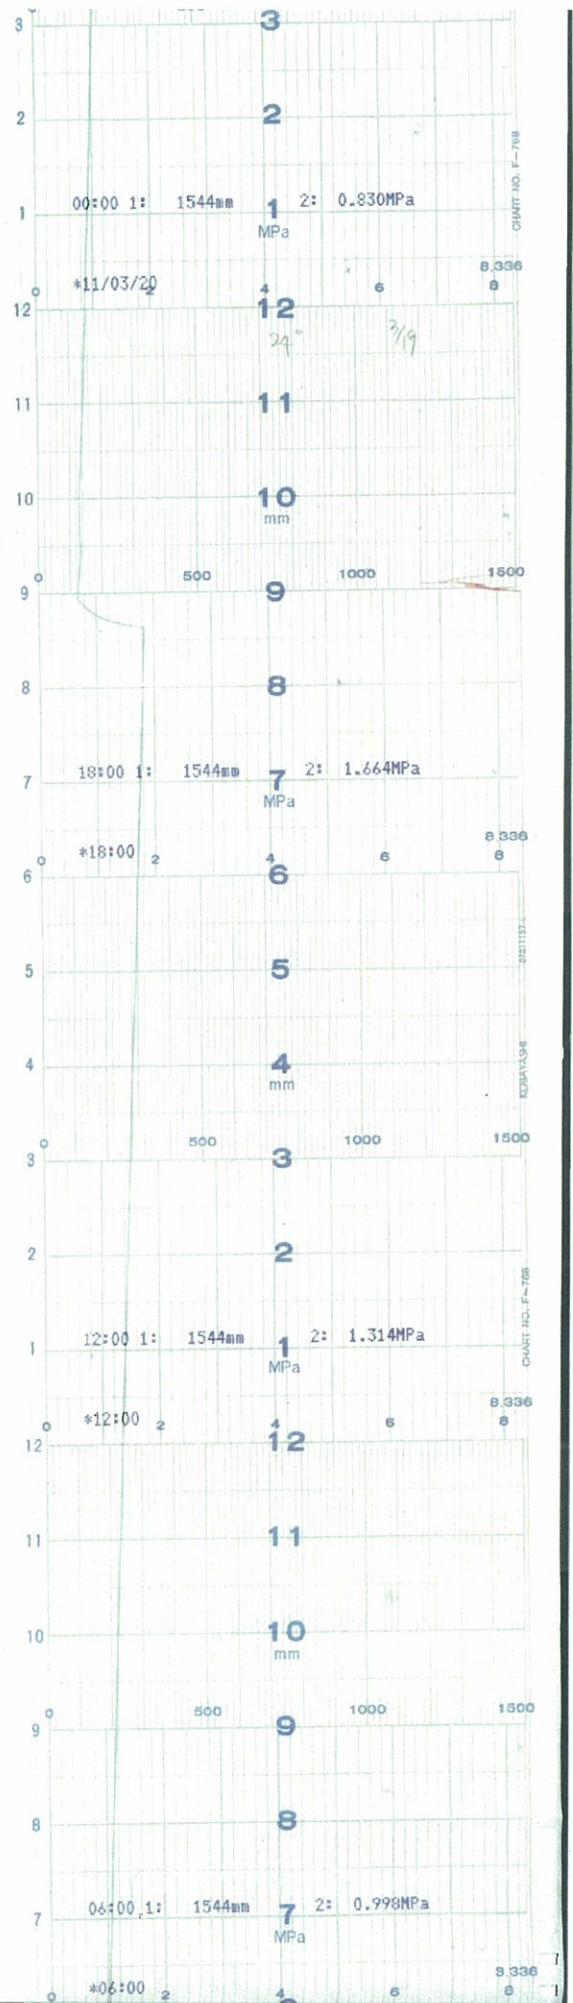 3 3
2 2
CHART NO. F-768
00:00 1: 1544mm 2: 0.830MPa
1 1
MPa
8.336
*11/03/20
0 2 4 6 8
12 12
24° 3/19
11 11
10 10
mm
0 500 1000 1500
9 9
8 8
18:00 1: 1544mm 2: 1.664MPa
7 7
MPa
8.336
*18:00
0 2 4 6 8
6 6
5 5
4 4
mm
KOBAYASHI
0 500 1000 1500
3 3
2 2
CHART NO. F-768
12:00 1: 1544mm 2: 1.314MPa
1 1
MPa
8.336
*12:00
0 2 4 6 8
12 12
11 11
10 10
mm
0 500 1000 1500
9 9
8 8
06:00 1: 1544mm 2: 0.998MPa
7 7
MPa
*06:00
0 2 4 6 8